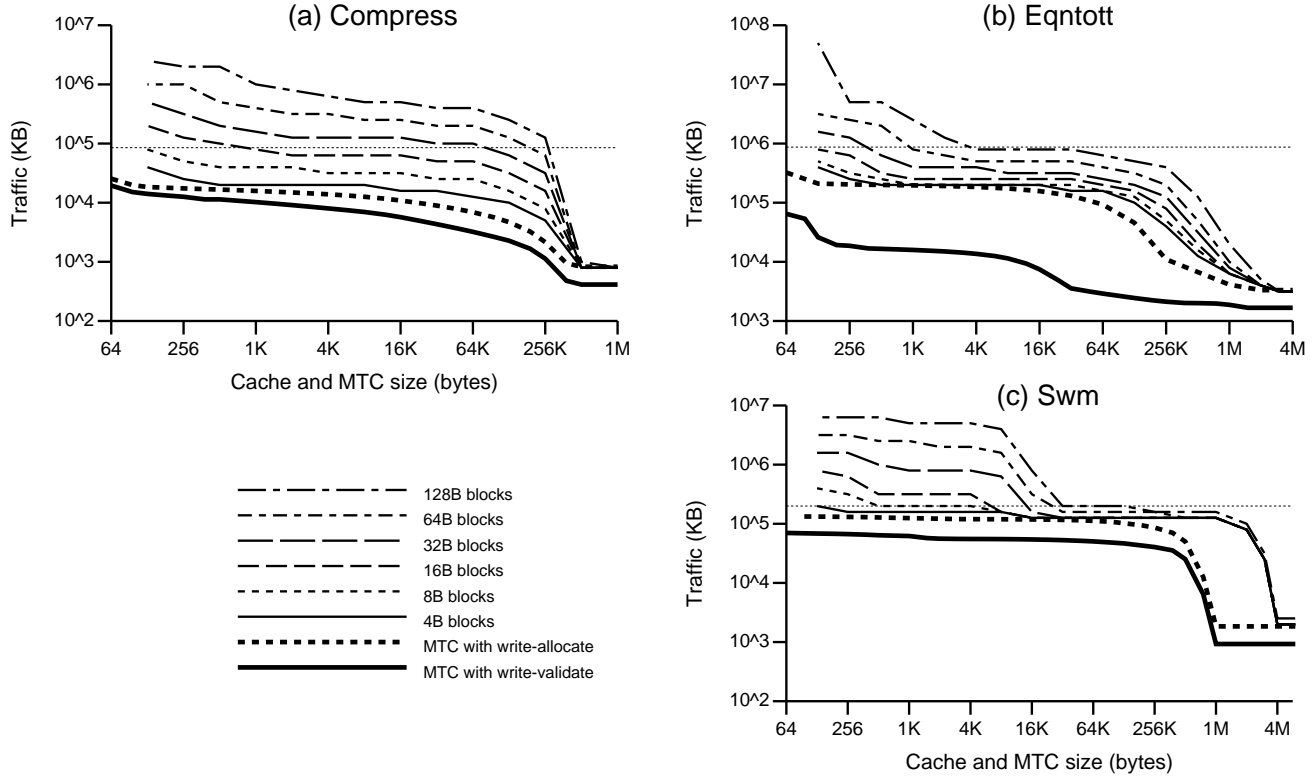 (a) Compress
10^7
10^6
10^5
10^4
10^3
10^2
Traffic (KB)
64 256 1K 4K 16K 64K 256K 1M
Cache and MTC size (bytes)
(b) Eqntott
10^8
10^7
10^6
10^5
10^4
10^3
Traffic (KB)
64 256 1K 4K 16K 64K 256K 1M 4M
(c) Swm
10^7
10^6
10^5
10^4
10^3
10^2
Traffic (KB)
64 256 1K 4K 16K 64K 256K 1M 4M
Cache and MTC size (bytes)
128B blocks
64B blocks
32B blocks
16B blocks
8B blocks
4B blocks
MTC with write-allocate
MTC with write-validate